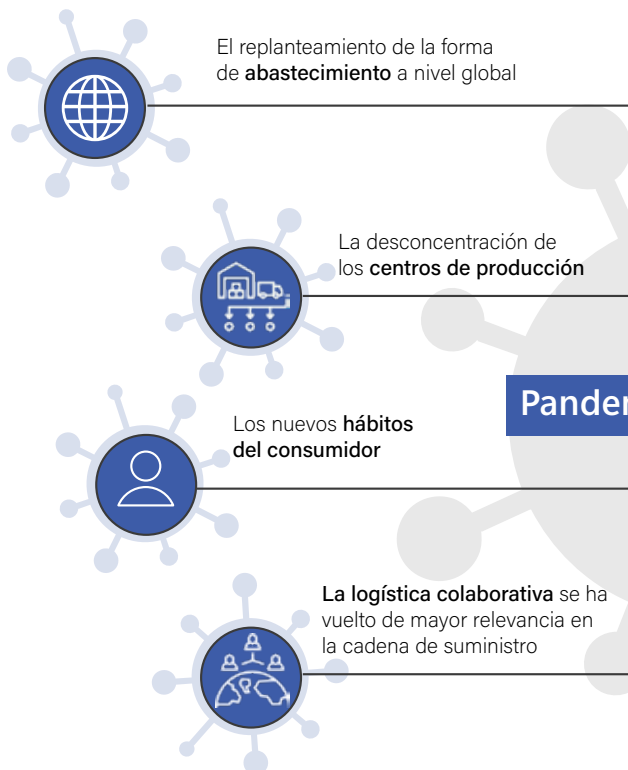 El replanteamiento de la forma
de abastecimiento a nivel global
La desconcentración de
los centros de producción
Pander
Los nuevos hábitos
del consumidor
La logística colaborativa se ha
vuelto de mayor relevancia en
la cadena de suministro